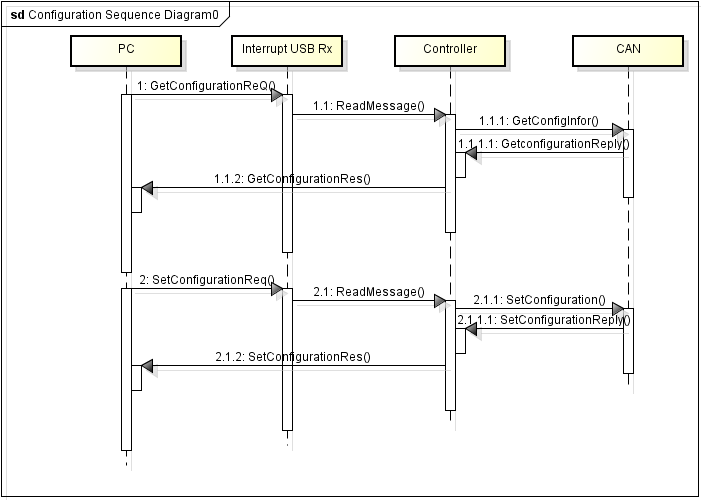 sd Configuration Sequence Diagram0
PC
Interrupt USB Rx
Controller
CAN
1: GetConfigurationReQ()
1.1: ReadMessage()
1.1.1: GetConfigInfor()
1.1.1.1: GetconfigurationReply()
1.1.2: GetConfigurationRes()
2: SetConfigurationReq()
2.1: ReadMessage()
2.1.1: SetConfiguration()
2.1.1.1: SetConfigurationReply()
2.1.2: SetConfigurationRes()